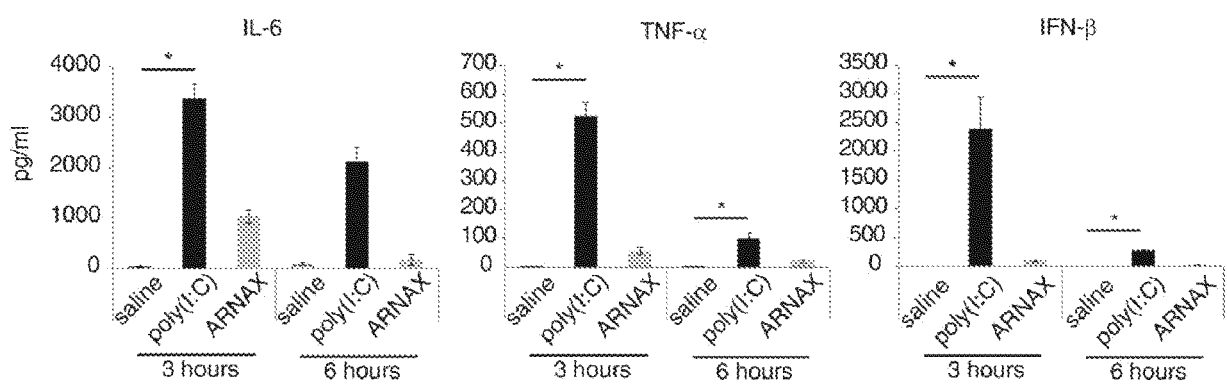 IL-6
*
4000
3000
2000
1000
0
pg/ml
saline
poly(I:C)
ARNAX
saline
poly(I:C)
ARNAX
3 hours
6 hours
TNF-α
*
*
700
600
500
400
300
200
100
0
saline
poly(I:C)
ARNAX
saline
poly(I:C)
ARNAX
3 hours
6 hours
IFN-β
*
*
3500
3000
2500
2000
1500
1000
500
0
saline
poly(I:C)
ARNAX
saline
poly(I:C)
ARNAX
3 hours
6 hours